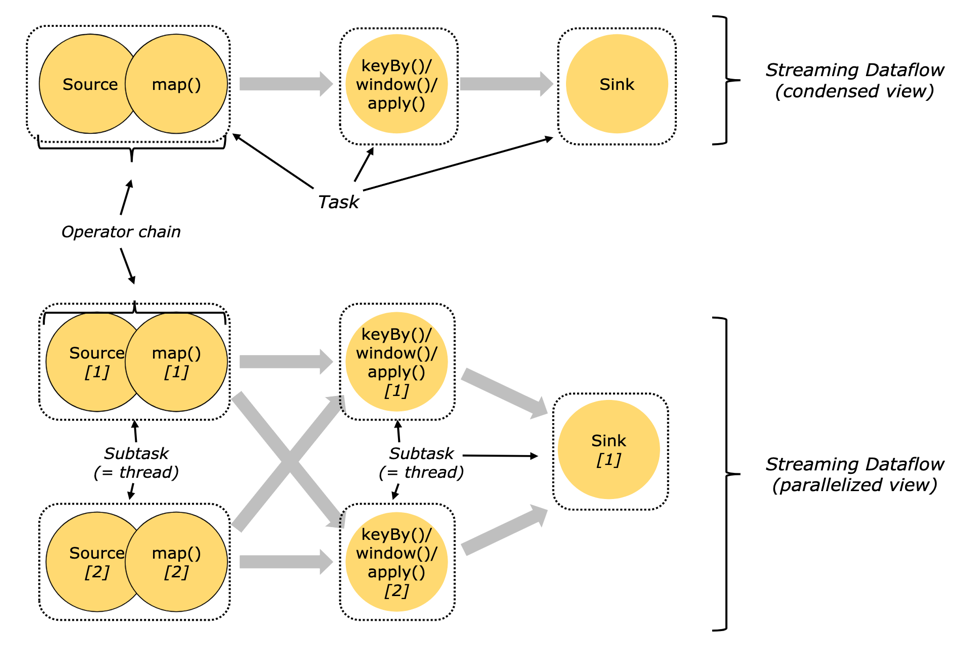 Source
map()
keyBy()/
window()/
apply()
Sink
Streaming Dataflow
(condensed view)
Task
Operator chain
Source
[1]
map()
[1]
keyBy()/
window()/
apply()
[1]
Subtask
(= thread)
Subtask
(= thread)
Sink
[1]
Streaming Dataflow
(parallelized view)
Source
[2]
map()
[2]
keyBy()/
window()/
apply()
[2]